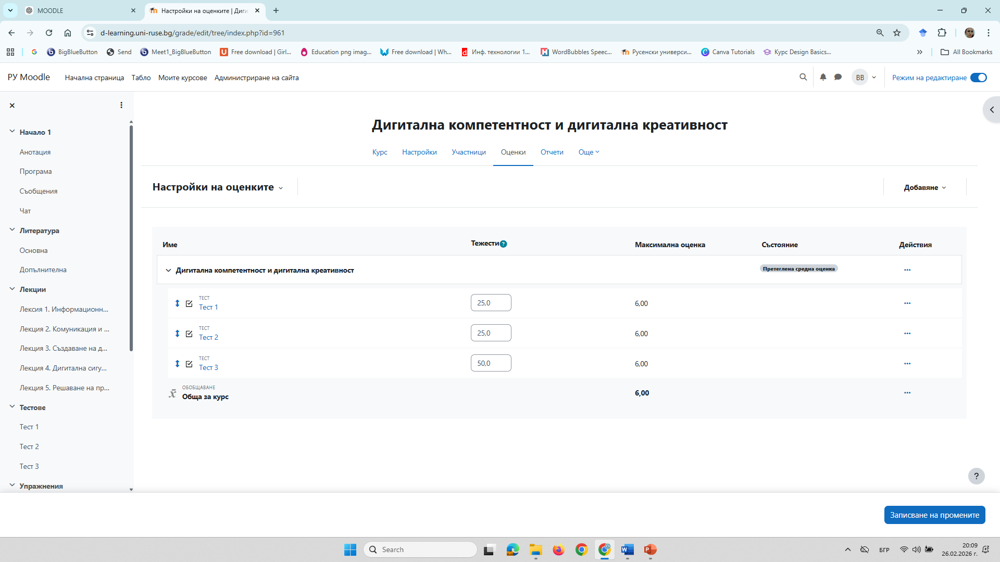 MOODLE
Настройки на оценките | Диги
d-learning.uni-ruse.bg/grade/edit/tree/index.php?id=961
BigBlueButton
Send
Meet1_BigBlueButton
Free download | Girl...
Education png imag...
Free download | Wh...
Инф. технологии 1...
WordBubbles Speec...
Русенски универси...
Canva Tutorials
Курс Design Basics...
All Bookmarks
РУ Moodle
Начална страница
Табло
Моите курсове
Администриране на сайта
ВВ
Режим на редактиране
Начало 1
Анотация
Програма
Съобщения
Чат
Литература
Основна
Допълнителна
Лекции
Лексия 1. Информационн...
Лекция 2. Комуникация и ...
Лекция 3. Създаване на д...
Лекция 4. Дигитална сигу...
Лекция 5. Решаване на пр...
Тестове
Тест 1
Тест 2
Тест 3
Упражнения
Дигитална компетентност и дигитална креативност
Курс
Настройки
Участници
Оценки
Отчети
Още
Настройки на оценките
Добавяне
Име
Тежести
Максимална оценка
Състояние
Действия
Дигитална компетентност и дигитална креативност
Претеглена средна оценка
ТЕСТ
Тест 1
25,0
6,00
ТЕСТ
Тест 2
25,0
6,00
ТЕСТ
Тест 3
50,0
6,00
ОБОБЩАВАНЕ
Обща за курс
6,00
?
Записване на промените
Search
БГР
20:09
26.02.2026 г.